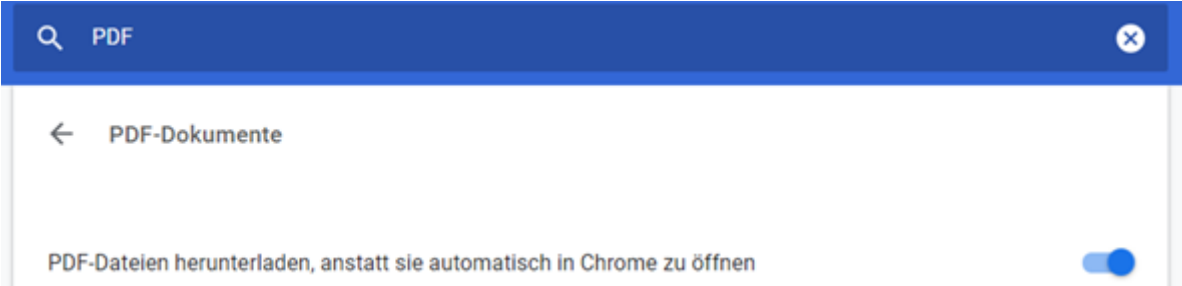 PDF
PDF-Dokumente
PDF-Dateien herunterladen, anstatt sie automatisch in Chrome zu öffnen